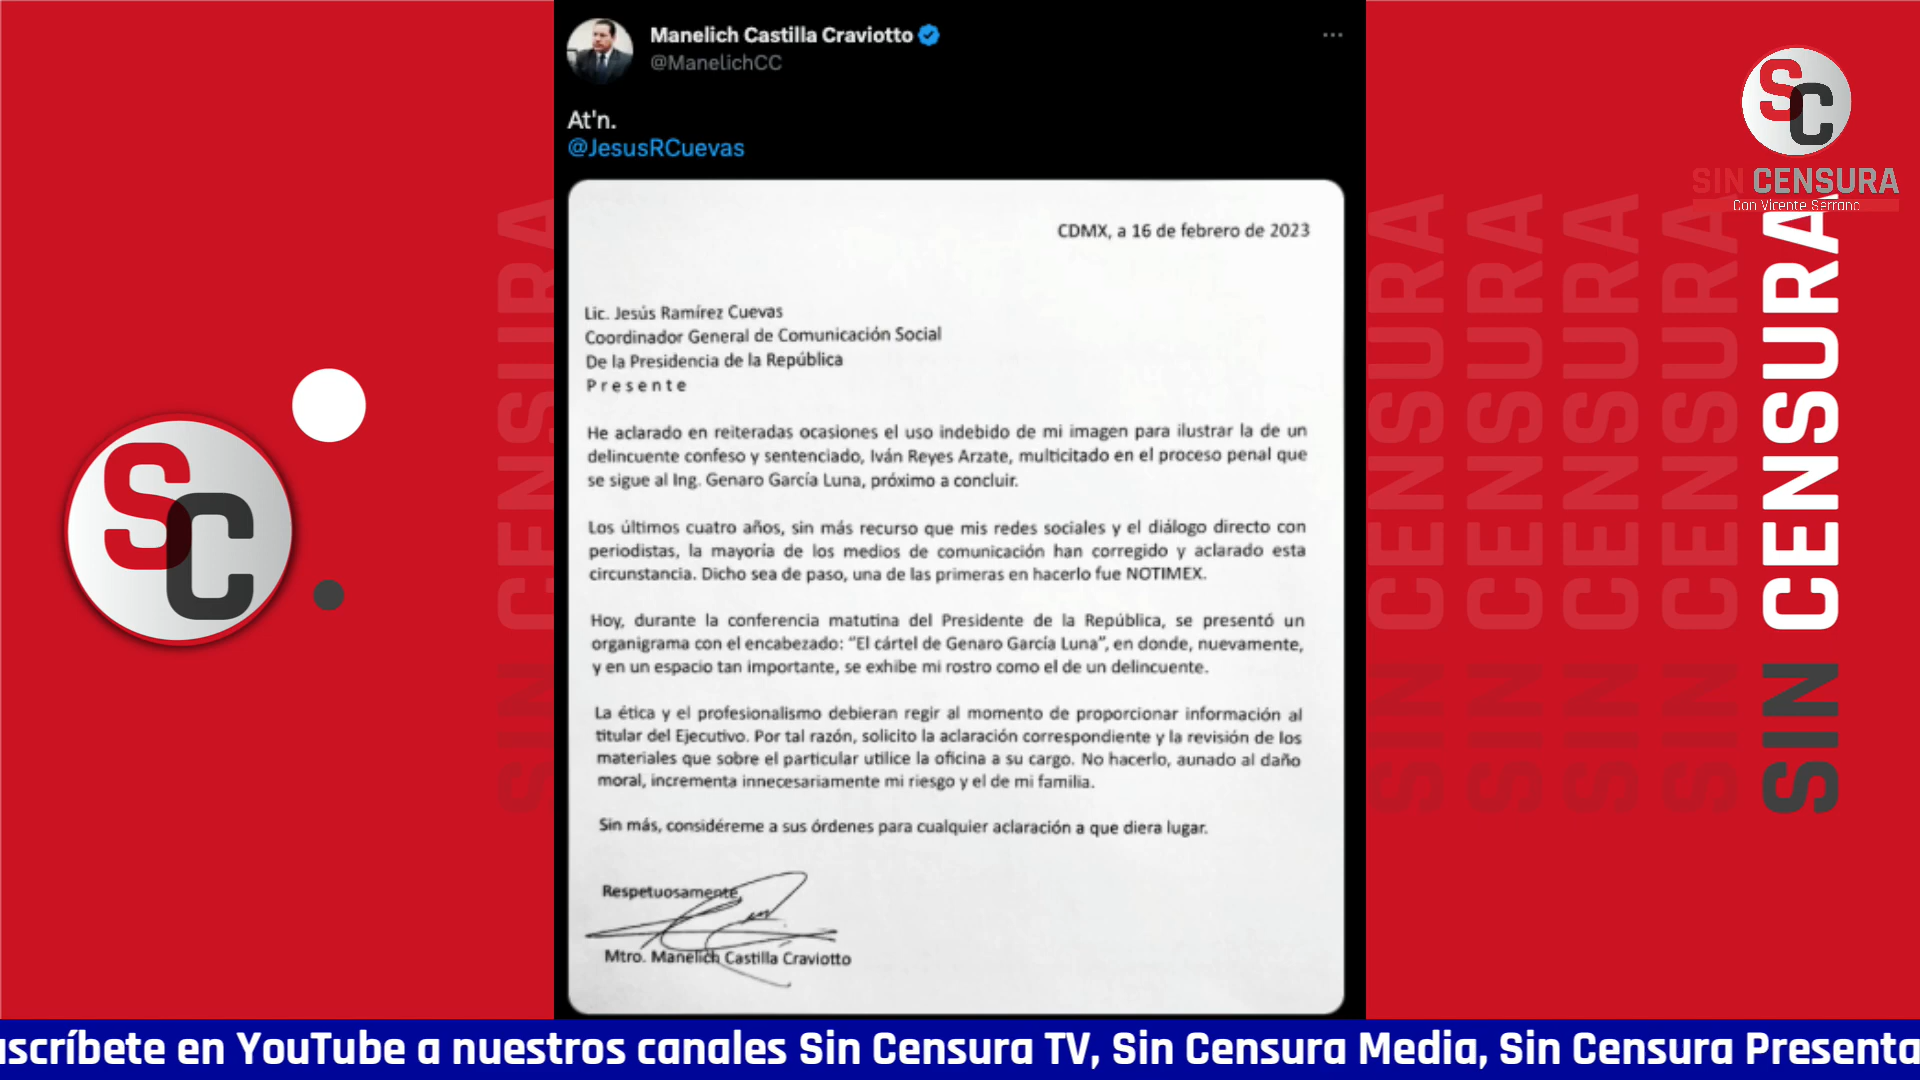 Manelich Castilla Craviotto
@ManelichCC
At'n.
@JesusRCuevas
CDMX, a 16 de febrero de 2023
Lic. Jesús Ramírez Cuevas
Coordinador General de Comunicación Social
De la Presidencia de la República
P r e s e n t e
He aclarado en reiteradas ocasiones el uso indebido de mi imagen para ilustrar la de un
delincuente confeso y sentenciado, Iván Reyes Arzate, multicitado en el proceso penal que
se sigue al Ing. Genaro García Luna, próximo a concluir.
Los últimos cuatro años, sin más recurso que mis redes sociales y el diálogo directo con
periodistas, la mayoría de los medios de comunicación han corregido y aclarado esta
circunstancia. Dicho sea de paso, una de las primeras en hacerlo fue NOTIMEX.
Hoy, durante la conferencia matutina del Presidente de la República, se presentó un
organigrama con el encabezado: "El cártel de Genaro García Luna", en donde, nuevamente,
y en un espacio tan importante, se exhibe mi rostro como el de un delincuente.
La ética y el profesionalismo debieran regir al momento de proporcionar información al
titular del Ejecutivo. Por tal razón, solicito la aclaración correspondiente y la revisión de los
materiales que sobre el particular utilice la oficina a su cargo. No hacerlo, aunado al daño
moral, incrementa innecesariamente mi riesgo y el de mi familia.
Sin más, considéreme a sus órdenes para cualquier aclaración a que diera lugar.
Respetuosamente,
Mtro. Manelich Castilla Craviotto
SC
SIN CENSURA
SIN CENSURA
SIN CENSURA
SIN CENSURA
SIN CENSURA
SIN CENSURA
SC
SIN CENSURA
Con Vicente Serrano
uscríbete en YouTube a nuestros canales Sin Censura TV, Sin Censura Media, Sin Censura Presenta